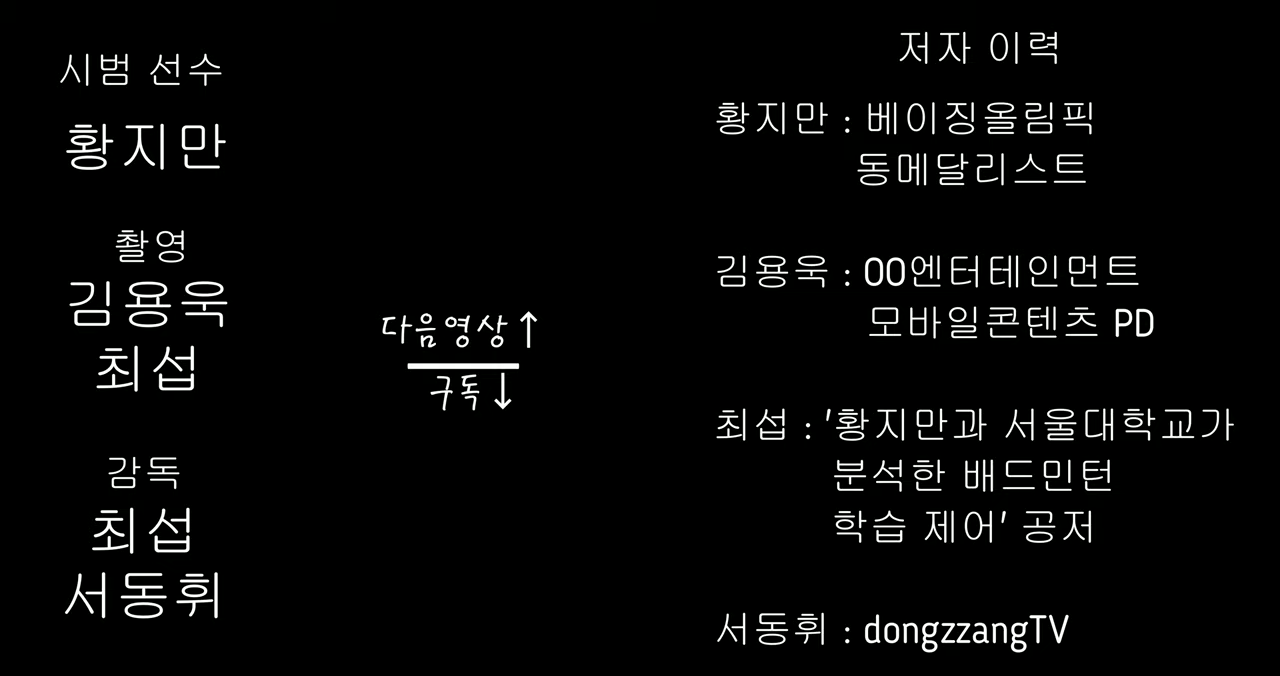 시범 선수
황지만
촬영
김용욱
최섭
감독
최섭
서동휘
다음영상↑
구독↓
저자 이력
황지만 : 베이징올림픽
동메달리스트
김용욱 : OO엔터테인먼트
모바일콘텐츠 PD
최섭 : '황지만과 서울대학교가
분석한 배드민턴
학습 제어' 공저
서동휘 : dongzzangTV